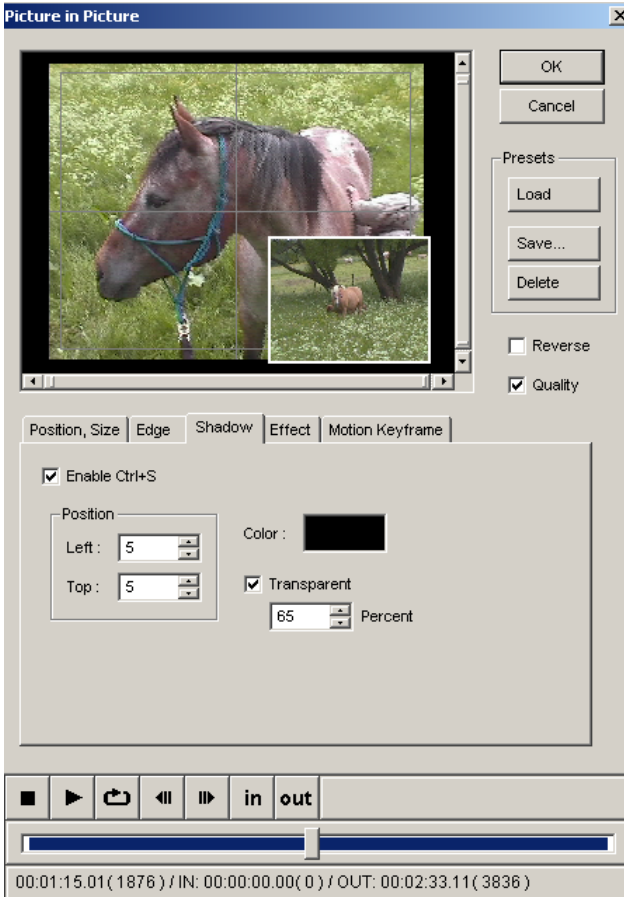 Picture in Picture
OK
Cancel
Presets
Load
Save...
Delete
Reverse
Quality
Position, Size
Edge
Shadow
Effect
Motion Keyframe
Enable Ctrl+S
Position
Left :
5
Top :
5
Color :
Transparent
65
Percent
in
out
00:01:15.01( 1876 ) / IN: 00:00:00.00( 0 ) / OUT: 00:02:33.11( 3836 )